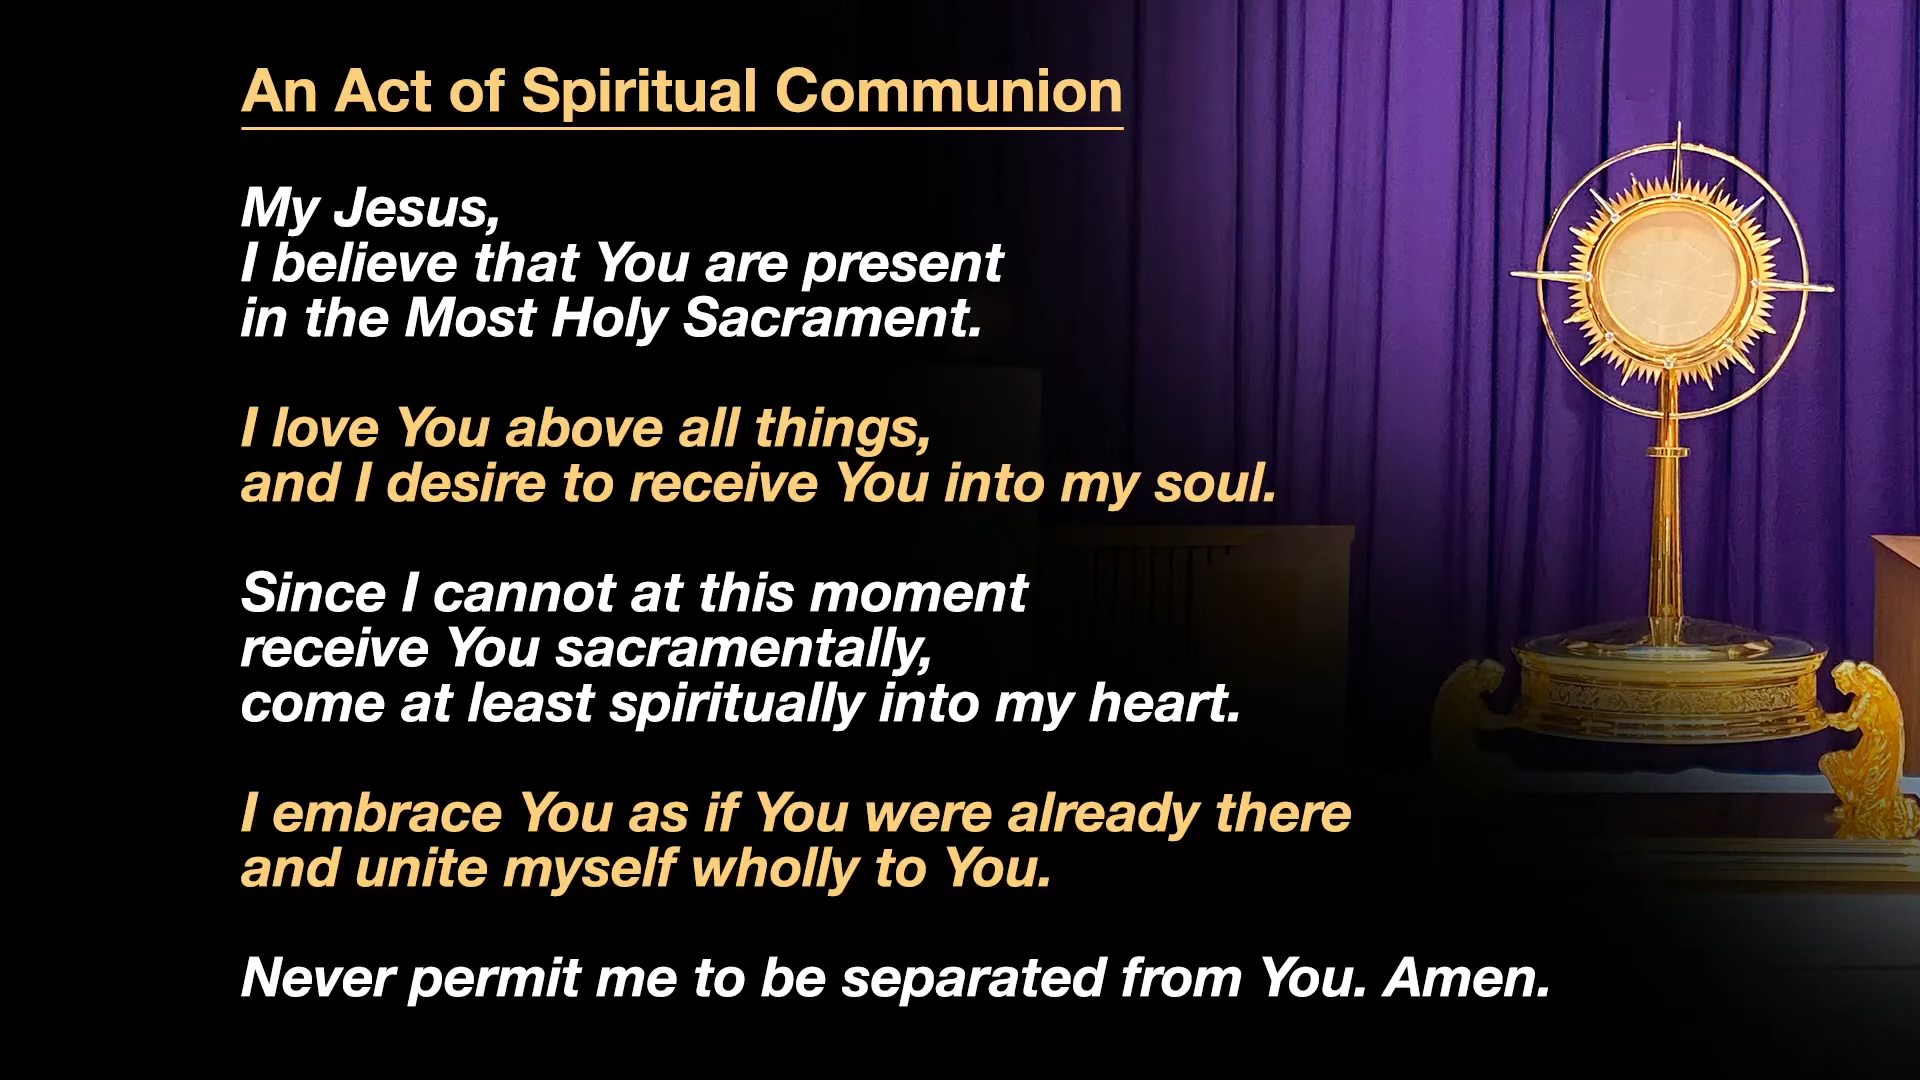 An Act of Spiritual Communion
My Jesus,
I believe that You are present
in the Most Holy Sacrament.
I love You above all things,
and I desire to receive You into my soul.
Since I cannot at this moment
receive You sacramentally,
come at least spiritually into my heart.
I embrace You as if You were already there
and unite myself wholly to You.
Never permit me to be separated from You. Amen.